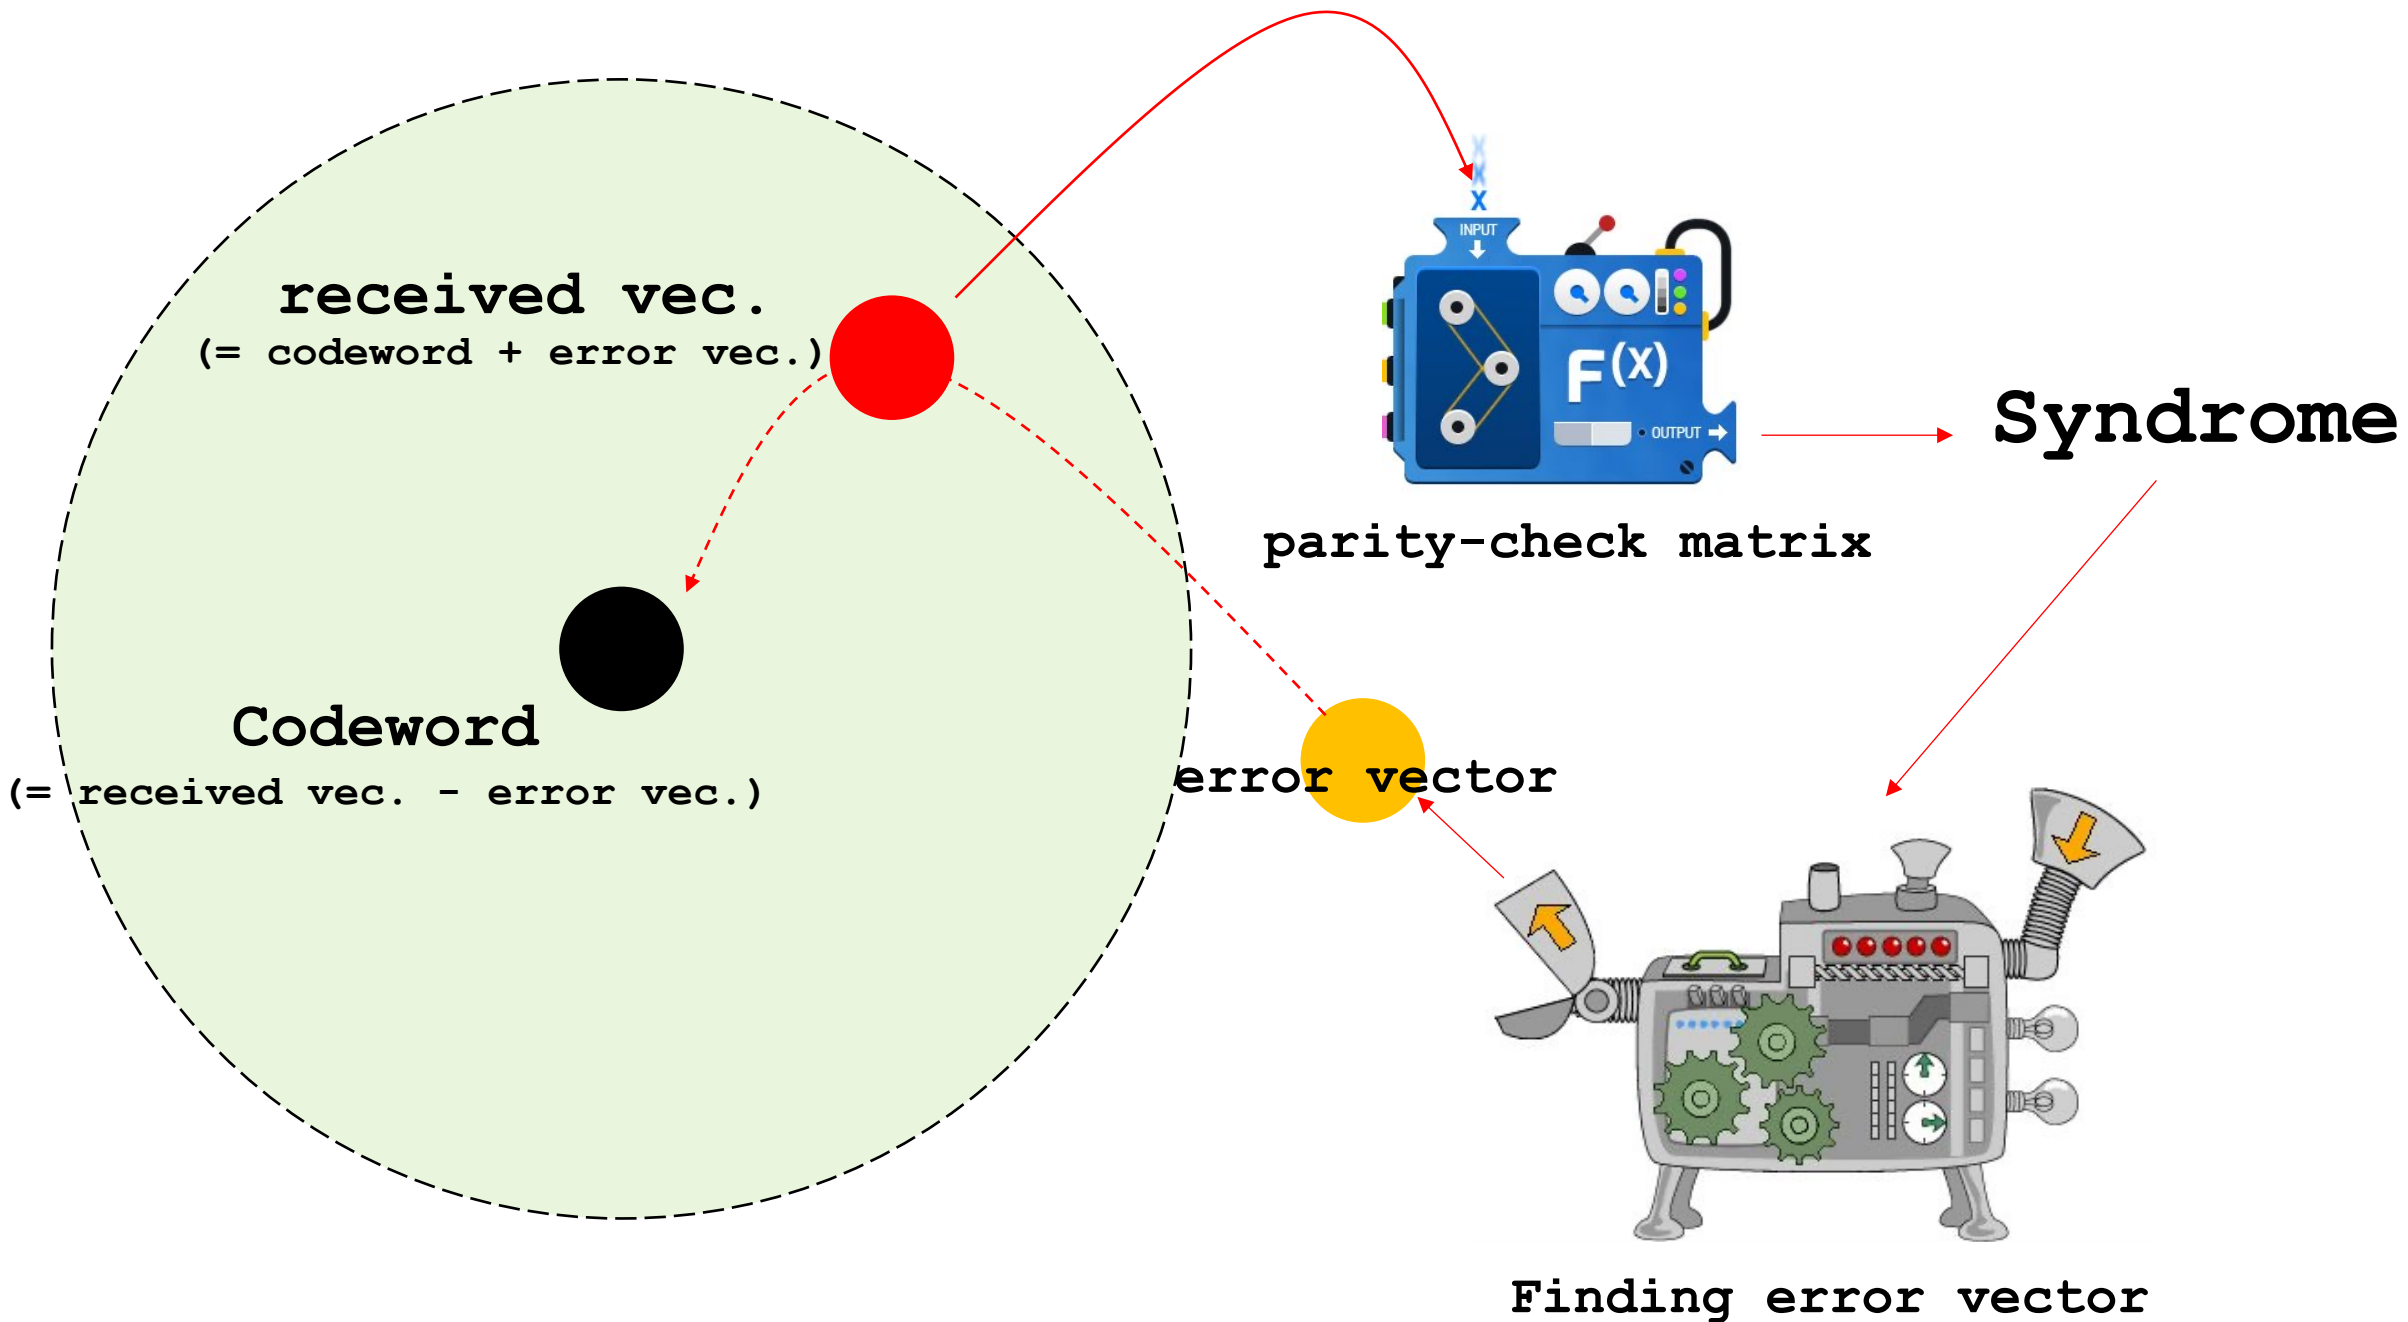 x
x
x
INPUT
received vec.
(= codeword + error vec.)
F(X)
OUTPUT
Syndrome
parity-check matrix
Codeword
(= received vec. - error vec.)
error vector
Finding error vector